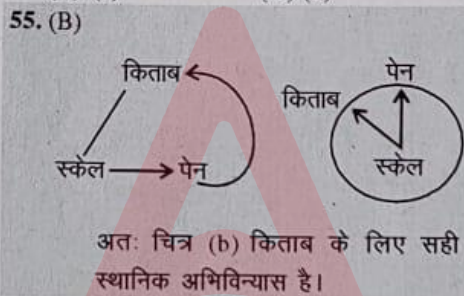 55. (B)
किताब
स्केल
पेन
पेन
किताब
स्केल
अतः चित्र (b) किताब के लिए सही
स्थानिक अभिविन्यास है।